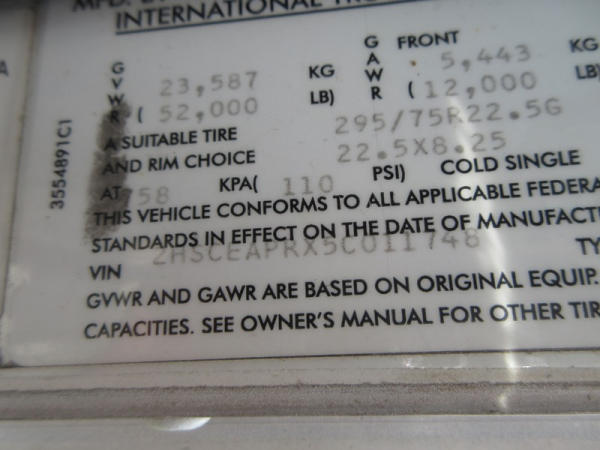 INTERNATIONAL
GVWR 23,587 KG GAWR FRONT 5,443 KG
( 52,000 LB) ( 12,000 LB)
A SUITABLE TIRE 295/75R22.5G
AND RIM CHOICE 22.5X8.25
AT 758 KPA( 110 PSI) COLD SINGLE
THIS VEHICLE CONFORMS TO ALL APPLICABLE FEDERA
STANDARDS IN EFFECT ON THE DATE OF MANUFACT
VIN 2HSCEAPRX5C011748 TY
GVWR AND GAWR ARE BASED ON ORIGINAL EQUIP.
CAPACITIES. SEE OWNER'S MANUAL FOR OTHER TIR
3554891C1